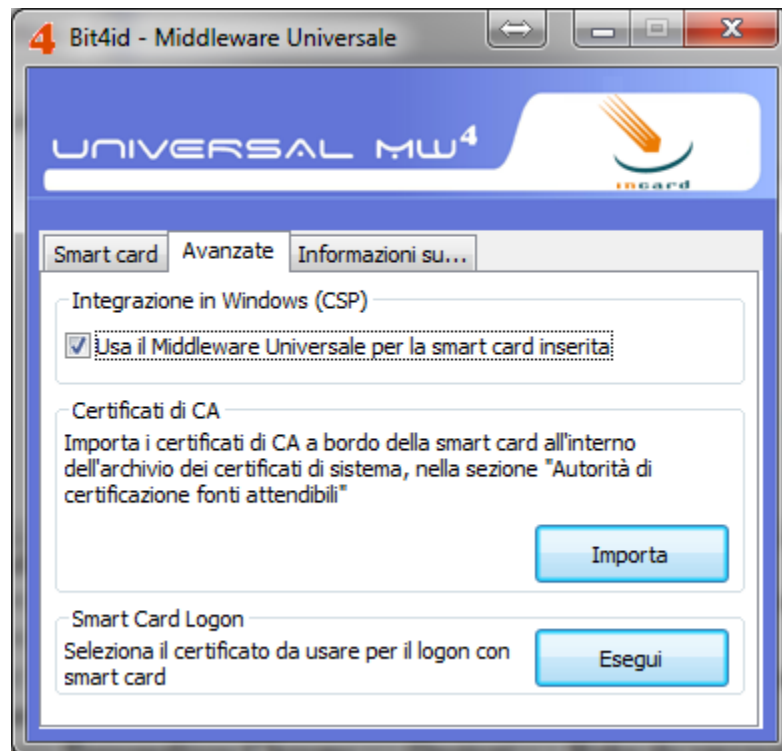 4 Bit4id - Middleware Universale
UNIVERSAL MW4
incard
Smart card Avanzate Informazioni su...
Integrazione in Windows (CSP)
Usa il Middleware Universale per la smart card inserita
Certificati di CA
Importa i certificati di CA a bordo della smart card all'interno
dell'archivio dei certificati di sistema, nella sezione "Autorità di
certificazione fonti attendibili"
Importa
Smart Card Logon
Seleziona il certificato da usare per il logon con
smart card
Esegui